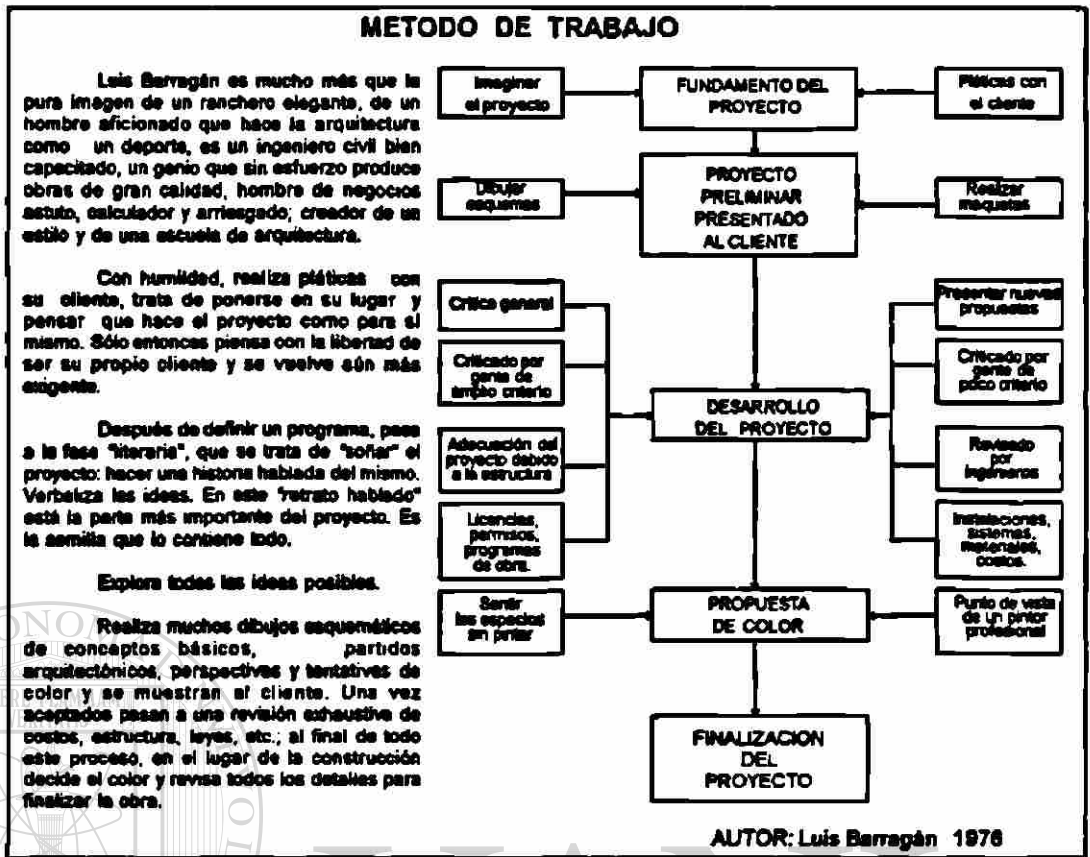 METODO DE TRABAJO
Luis Barragán es mucho más que la
pura imagen de un ranchero elegante, de un
hombre aficionado que hace la arquitectura
como un deporte, es un ingeniero civil bien
capacitado, un genio que sin esfuerzo produce
obras de gran calidad, hombre de negocios
astuto, calculador y arriesgado; creador de un
estilo y de una escuela de arquitectura.
Con humildad, realiza pláticas con
su cliente, trata de ponerse en su lugar y
pensar que hace el proyecto como para si
mismo. Sólo entonces piensa con la libertad de
ser su propio cliente y se vuelve aún más
exigente.
Después de definir un programa, pasa
a la fase "literaria", que se trata de "soñar" el
proyecto: hacer una historia hablada del mismo.
Verbaliza las ideas. En este "retrato hablado"
está la parte más importante del proyecto. Es
la semilla que lo contiene todo.
Explora todas las ideas posibles.
Realiza muchos dibujos esquemáticos
de conceptos básicos, partidos
arquitectónicos, perspectivas y tentativas de
color y se muestran al cliente. Una vez
aceptados pasan a una revisión exhaustiva de
costos, estructura, leyes, etc.; al final de todo
este proceso, en el lugar de la construcción
decide el color y revisa todos los detalles para
finalizar la obra.
Imaginar
el proyecto
FUNDAMENTO DEL
PROYECTO
Pláticas con
el cliente
Dibujar
esquemas
PROYECTO
PRELIMINAR
PRESENTADO
AL CLIENTE
Realizar
maquetas
Crítica general
Criticado por
gente de
amplio criterio
Adecuación del
proyecto debido
a la estructura
Licencias,
permisos,
programas
de obra.
DESARROLLO
DEL PROYECTO
Presentar nuevas
propuestas
Criticado por
gente de
poco criterio
Revisado
por
ingenieros
Instalaciones,
sistemas,
materiales,
costos.
Sentir
los espacios
sin pintar
PROPUESTA
DE COLOR
Punto de vista
de un pintor
profesional
FINALIZACION
DEL
PROYECTO
AUTOR: Luis Barragán 1976